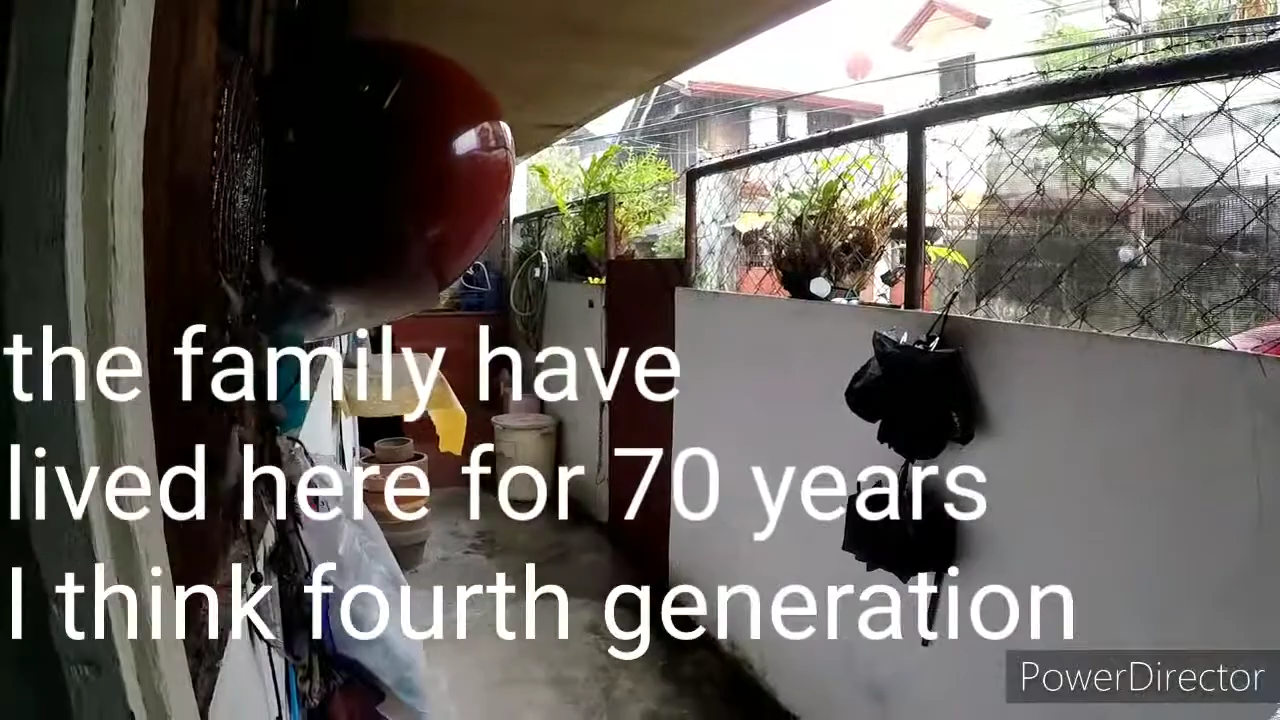 the family have
lived here for 70 years
I think fourth generation
PowerDirector